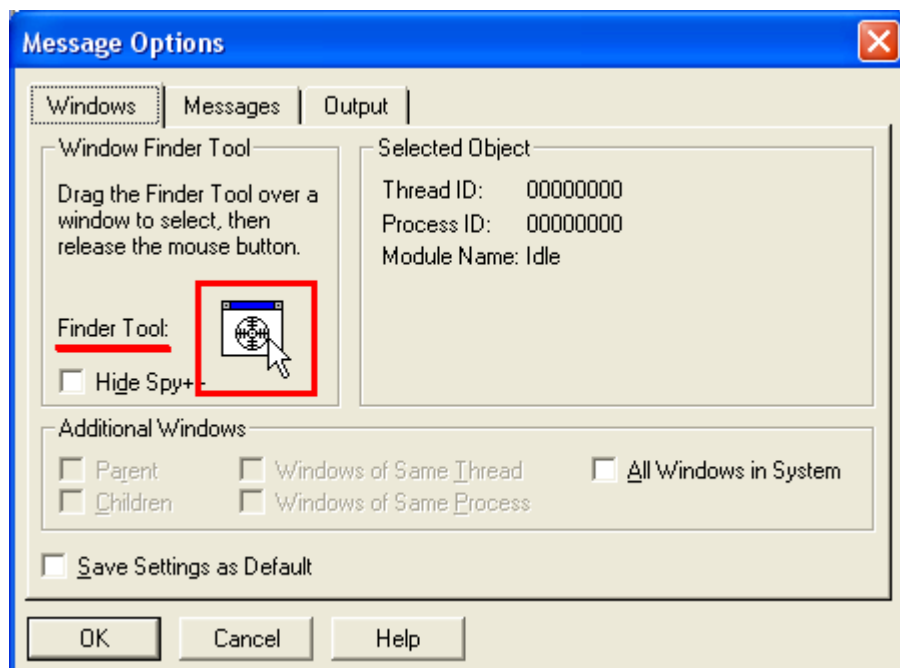 Message Options
Windows Messages Output
Window Finder Tool
Drag the Finder Tool over a
window to select, then
release the mouse button.
Finder Tool:
Hide Spy++
Selected Object
Thread ID: 00000000
Process ID: 00000000
Module Name: Idle
Additional Windows
Parent Windows of Same Thread All Windows in System
Children Windows of Same Process
Save Settings as Default
OK Cancel Help